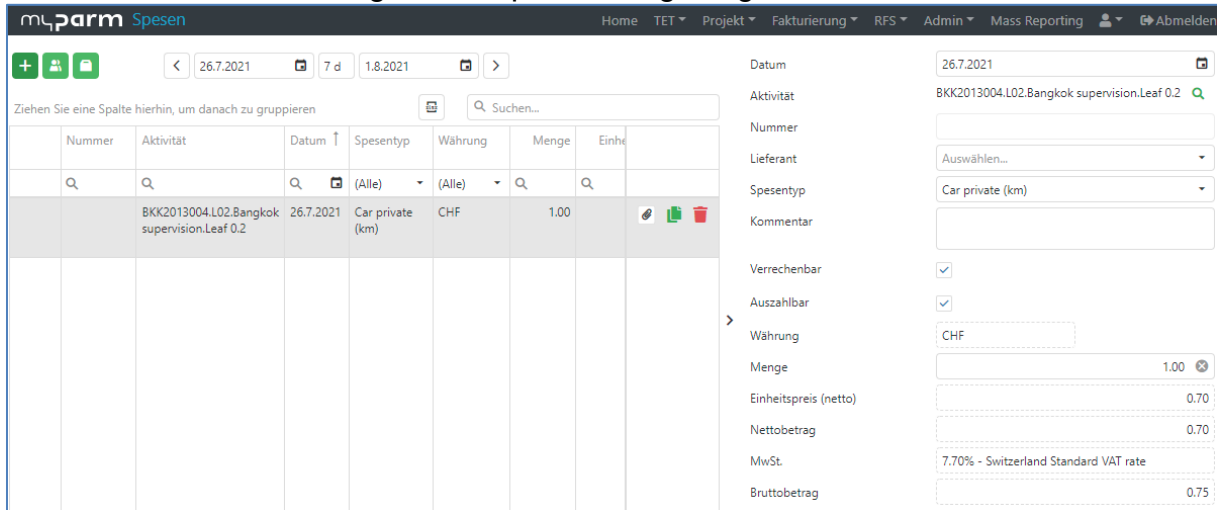 myparm Spesen
Home TET Projekt Fakturierung RFS Admin Mass Reporting Abmelden
26.7.2021 7 d 1.8.2021
Ziehen Sie eine Spalte hierhin, um danach zu gruppieren
Suchen...
Nummer Aktivität Datum Spesentyp Währung Menge Einhe
(Alle) (Alle)
BKK2013004.L02.Bangkok supervision.Leaf 0.2 26.7.2021 Car private (km) CHF 1.00
Datum 26.7.2021
Aktivität BKK2013004.L02.Bangkok supervision.Leaf 0.2
Nummer
Lieferant Auswählen...
Spesentyp Car private (km)
Kommentar
Verrechenbar
Auszahlbar
Währung CHF
Menge 1.00
Einheitspreis (netto) 0.70
Nettobetrag 0.70
MwSt. 7.70% - Switzerland Standard VAT rate
Bruttobetrag 0.75